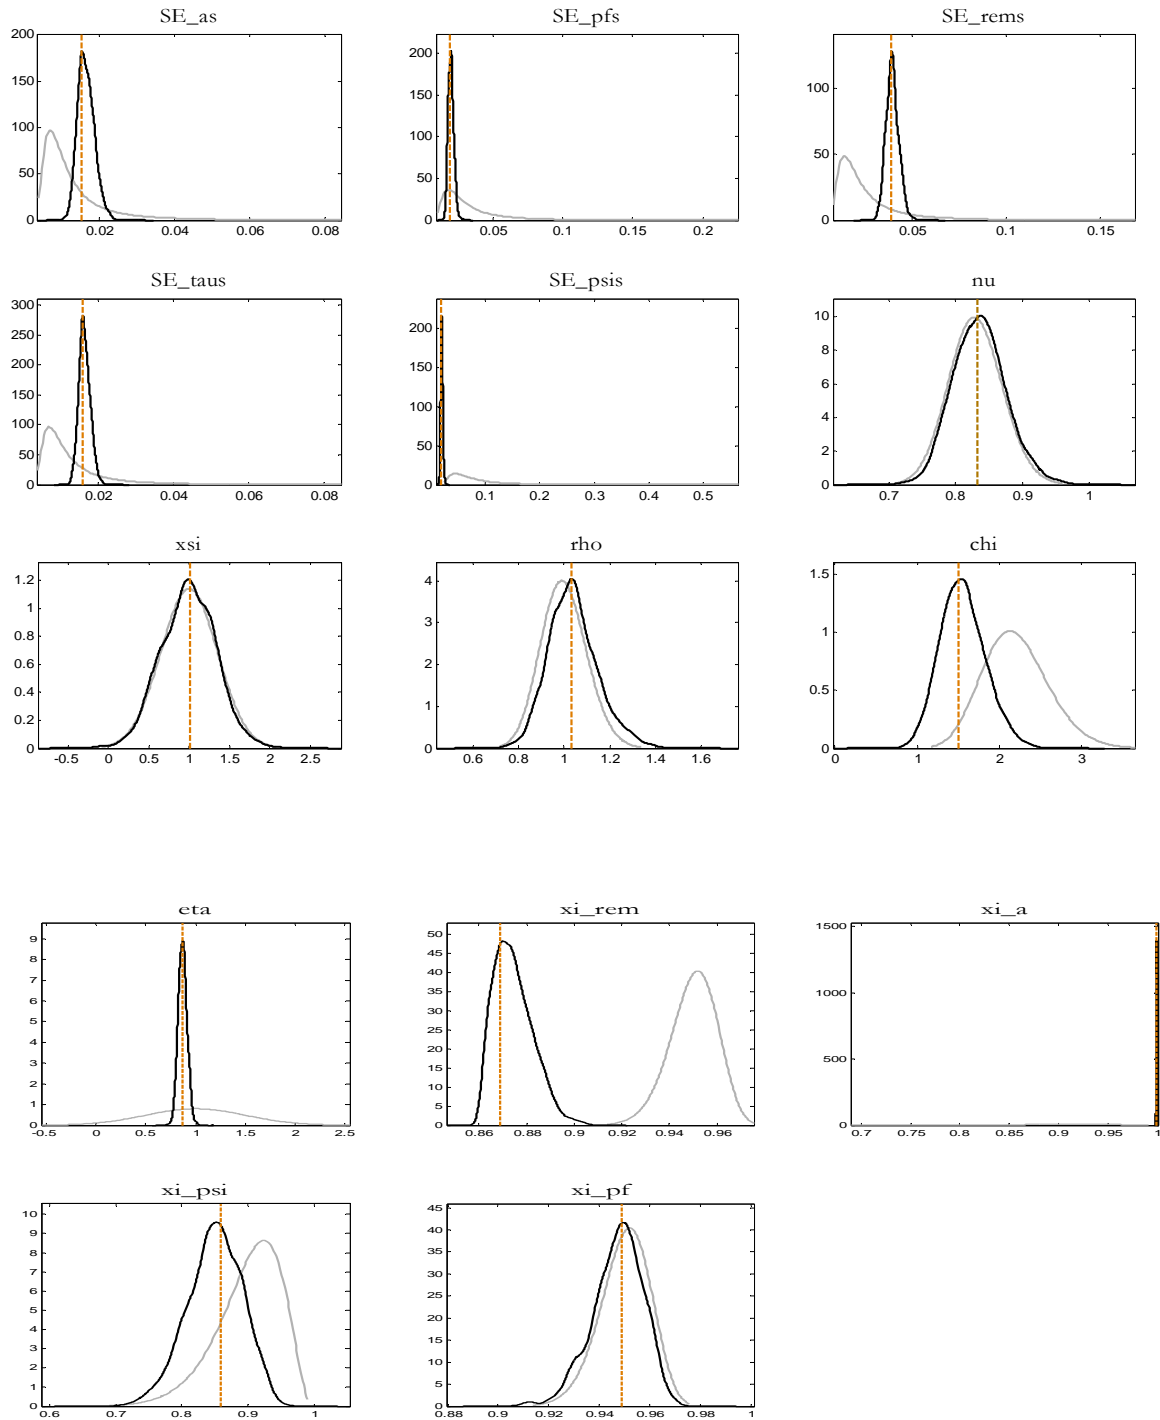 SE_as SE_pfs SE_rems
200 150 100 50 0
0.02 0.04 0.06 0.08
200 150 100 50 0
0.05 0.1 0.15 0.2
100 50 0
0.05 0.1 0.15
SE_taus SE_psis nu
300 250 200 150 100 50 0
0.02 0.04 0.06 0.08
200 150 100 50 0
0.1 0.2 0.3 0.4 0.5
10 8 6 4 2 0
0.7 0.8 0.9 1
xsi rho chi
1.2 1 0.8 0.6 0.4 0.2 0
-0.5 0 0.5 1 1.5 2 2.5
4 3 2 1 0
0.6 0.8 1 1.2 1.4 1.6
1.5 1 0.5 0
0 1 2 3
eta xi_rem xi_a
9 8 7 6 5 4 3 2 1 0
-0.5 0 0.5 1 1.5 2 2.5
50 45 40 35 30 25 20 15 10 5 0
0.86 0.88 0.9 0.92 0.94 0.96
1500 1000 500 0
0.7 0.75 0.8 0.85 0.9 0.95 1
xi_psi xi_pf
10 9 8 7 6 5 4 3 2 1 0
0.6 0.7 0.8 0.9 1
45 40 35 30 25 20 15 10 5 0
0.88 0.9 0.92 0.94 0.96 0.98 1